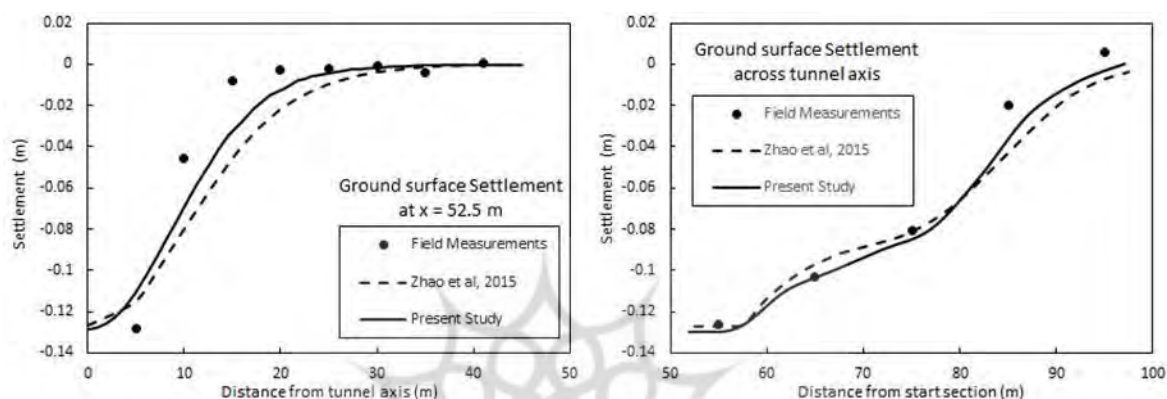 0.02
0
-0.02
-0.04
-0.06
-0.08
-0.1
-0.12
-0.14
Settlement (m)
Ground surface Settlement
at x = 52.5 m
Field Measurements
Zhao et al, 2015
Present Study
0 10 20 30 40 50
Distance from tunnel axis (m)
0.02
0
-0.02
-0.04
-0.06
-0.08
-0.1
-0.12
-0.14
Settlement (m)
Ground surface Settlement
across tunnel axis
Field Measurements
Zhao et al, 2015
Present Study
50 60 70 80 90 100
Distance from start section (m)